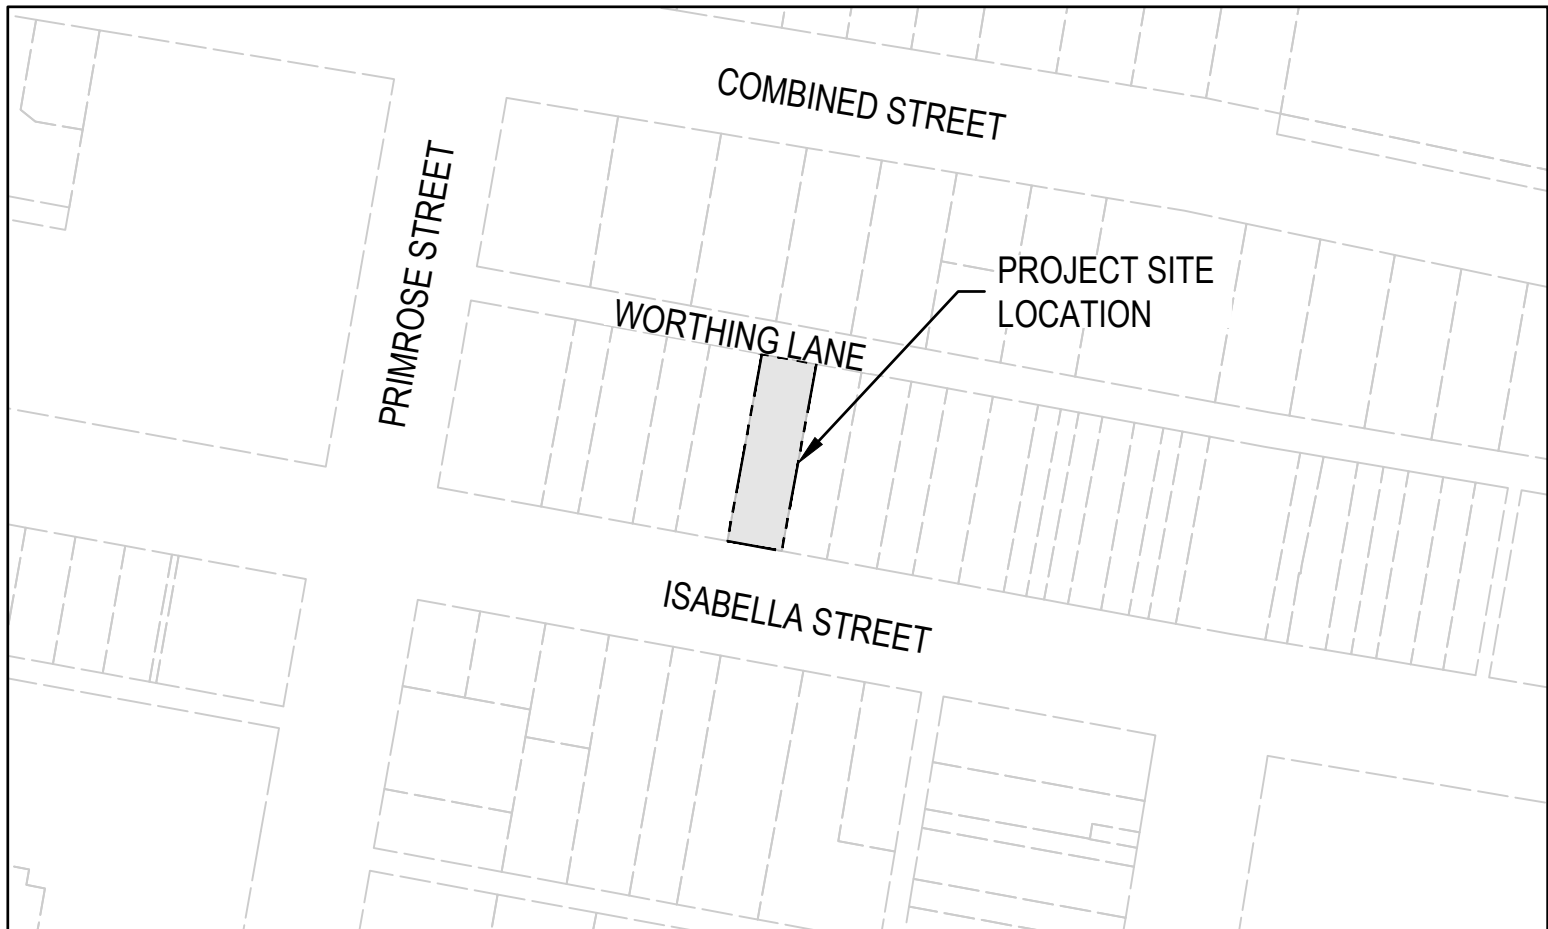 COMBINED STREET
PRIMROSE STREET
PROJECT SITE
LOCATION
WORTHING LANE
ISABELLA STREET